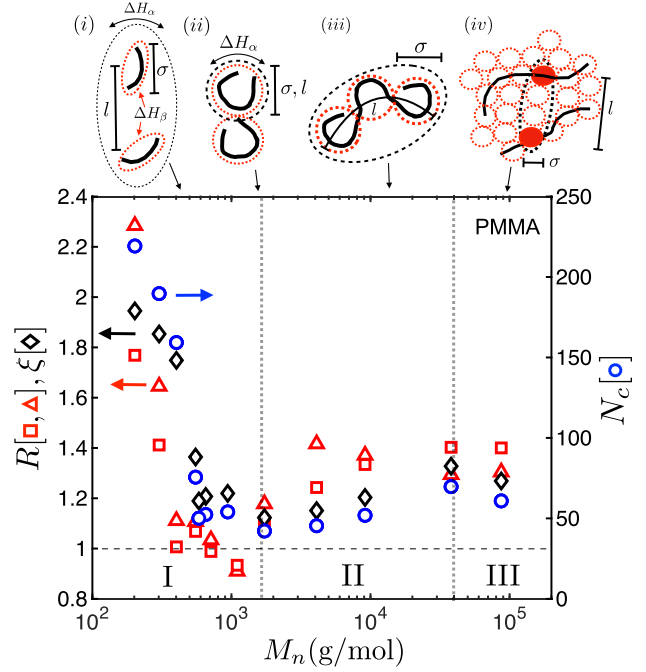 (i) (ii) (iii) (iv)
ΔH_α ΔH_α σ
σ σ, l l l
l ΔH_β σ
2.4 250
PMMA
2.2
200
2
1.8 150
1.6
1.4 100
1.2
50
1
I II III
0.8 0
10^2 10^3 10^4 10^5
M_n(g/mol)
R[□,△],ξ[◇]
N_c[○]